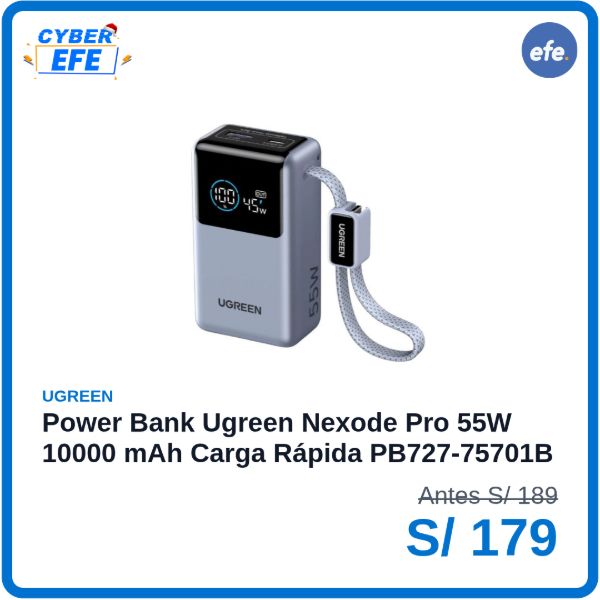 CYBER
EFE
efe.
100
%
45W
OUT
UGREEN
55W
UGREEN
UGREEN
Power Bank Ugreen Nexode Pro 55W
10000 mAh Carga Rápida PB727-75701B
Antes S/ 189
S/ 179